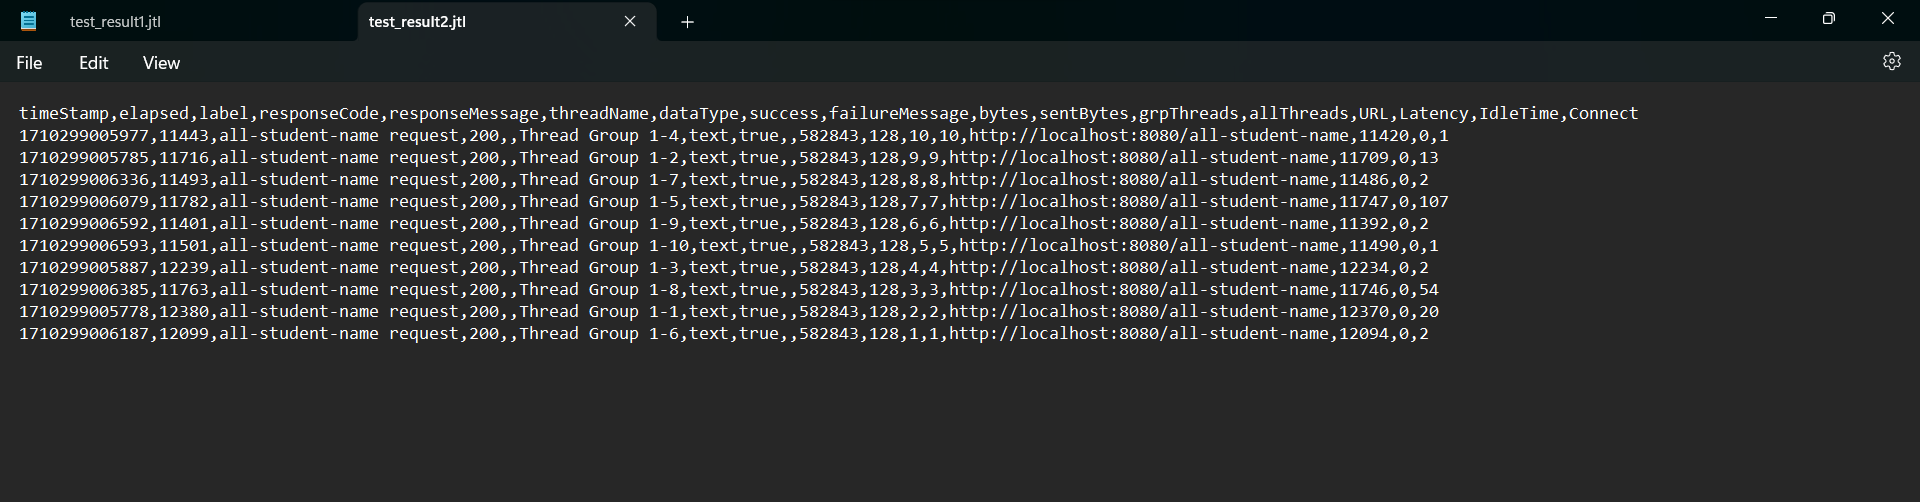 test_result1.jtl
test_result2.jtl
File Edit View
timeStamp,elapsed,label,responseCode,responseMessage,threadName,dataType,success,failureMessage,bytes,sentBytes,grpThreads,allThreads,URL,Latency,IdleTime,Connect
1710299005977,11443,all-student-name request,200,,Thread Group 1-4,text,true,,582843,128,10,10,http://localhost:8080/all-student-name,11420,0,1
1710299005785,11716,all-student-name request,200,,Thread Group 1-2,text,true,,582843,128,9,9,http://localhost:8080/all-student-name,11709,0,13
1710299006336,11493,all-student-name request,200,,Thread Group 1-7,text,true,,582843,128,8,8,http://localhost:8080/all-student-name,11486,0,2
1710299006079,11782,all-student-name request,200,,Thread Group 1-5,text,true,,582843,128,7,7,http://localhost:8080/all-student-name,11747,0,107
1710299006592,11401,all-student-name request,200,,Thread Group 1-9,text,true,,582843,128,6,6,http://localhost:8080/all-student-name,11392,0,2
1710299006593,11501,all-student-name request,200,,Thread Group 1-10,text,true,,582843,128,5,5,http://localhost:8080/all-student-name,11490,0,1
1710299005887,12239,all-student-name request,200,,Thread Group 1-3,text,true,,582843,128,4,4,http://localhost:8080/all-student-name,12234,0,2
1710299006385,11763,all-student-name request,200,,Thread Group 1-8,text,true,,582843,128,3,3,http://localhost:8080/all-student-name,11746,0,54
1710299005778,12380,all-student-name request,200,,Thread Group 1-1,text,true,,582843,128,2,2,http://localhost:8080/all-student-name,12370,0,20
1710299006187,12099,all-student-name request,200,,Thread Group 1-6,text,true,,582843,128,1,1,http://localhost:8080/all-student-name,12094,0,2